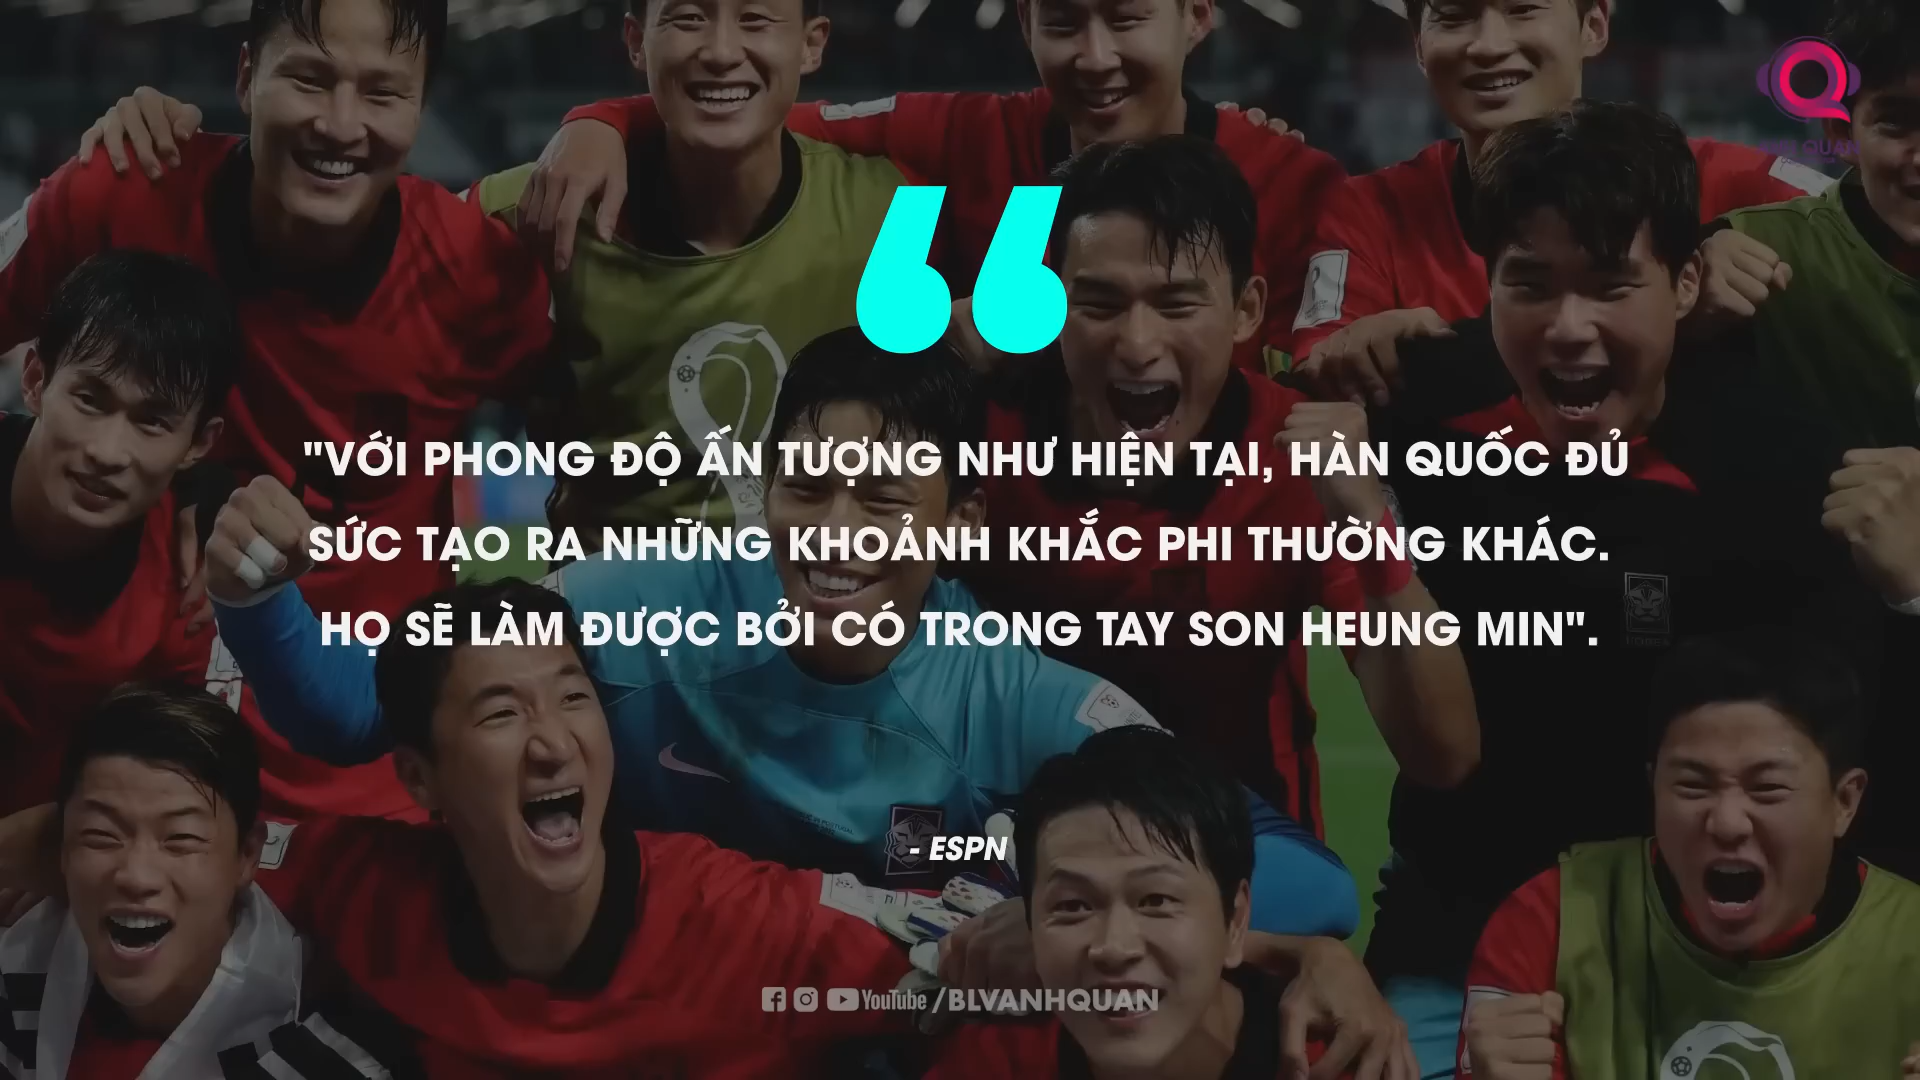 "VỚI PHONG ĐỘ ẤN TƯỢNG NHƯ HIỆN TẠI, HÀN QUỐC ĐỦ
SỨC TẠO RA NHỮNG KHOẢNH KHẮC PHI THƯỜNG KHÁC.
HỌ SẼ LÀM ĐƯỢC BỞI CÓ TRONG TAY SON HEUNG MIN".
- ESPN
YouTube /BLVANHQUAN